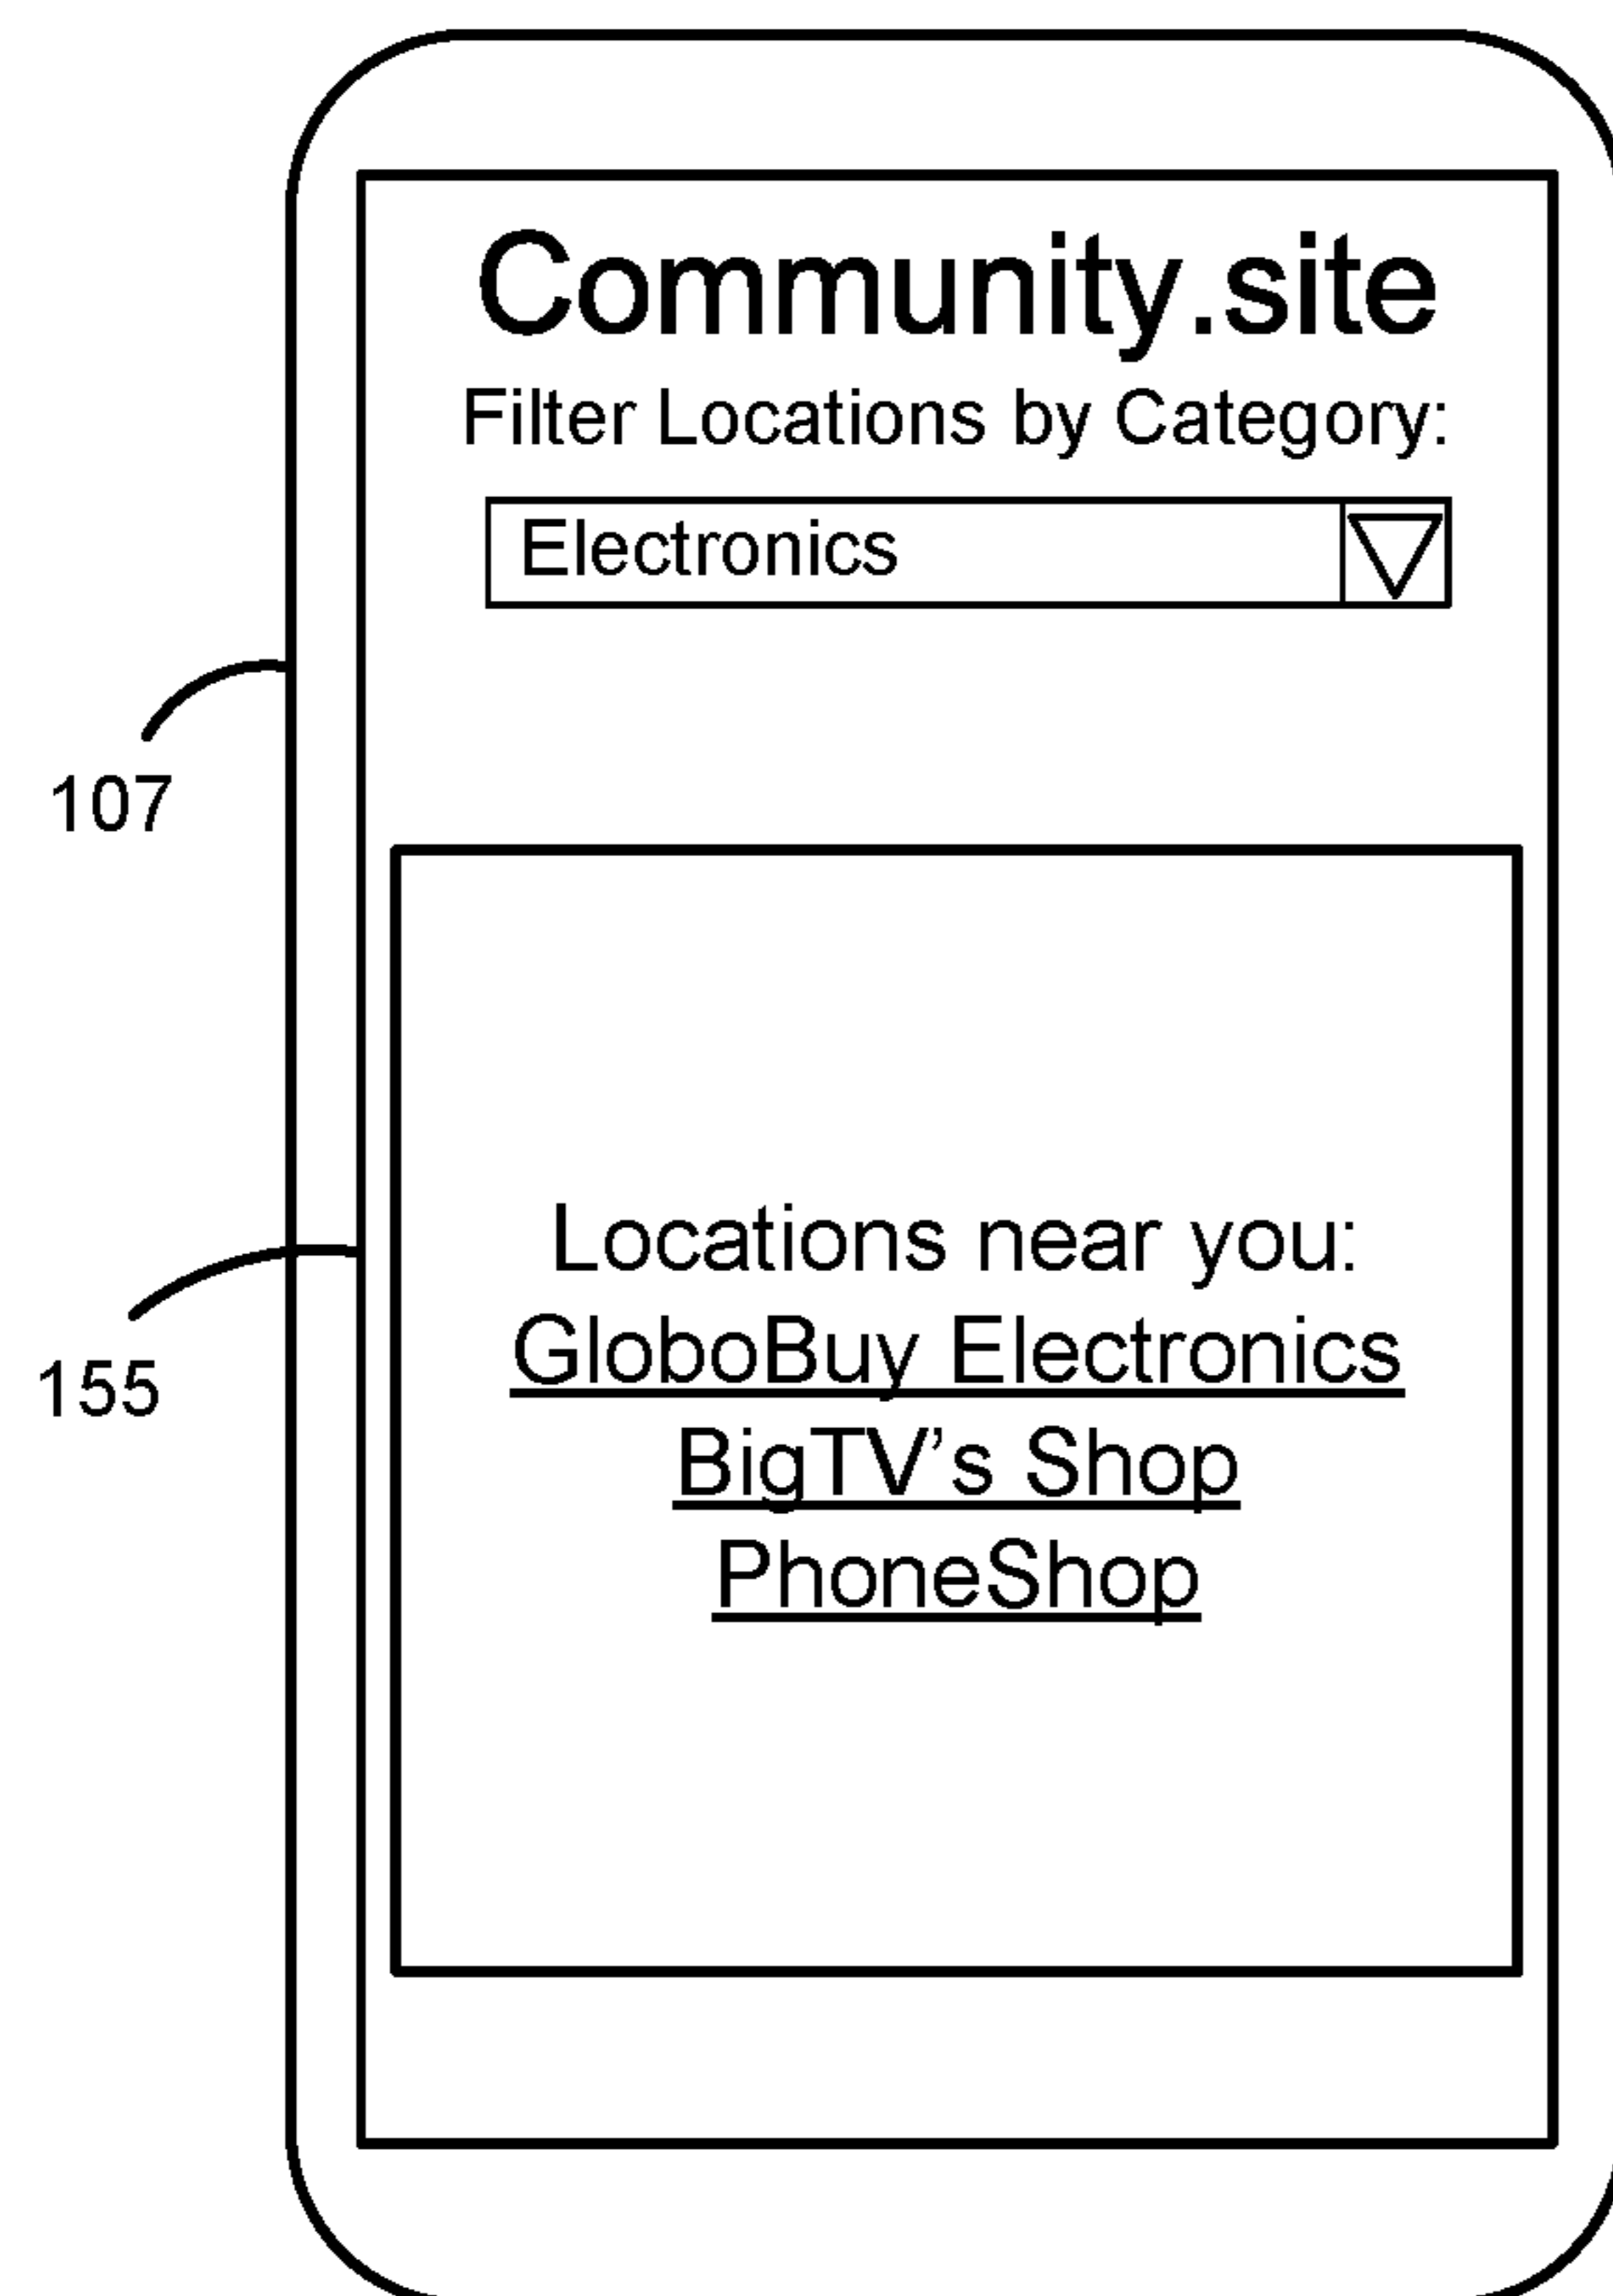 Community.site
Filter Locations by Category:
Electronics
107
Locations near you:
GloboBuy Electronics
155
BigTV’s Shop
PhoneShop